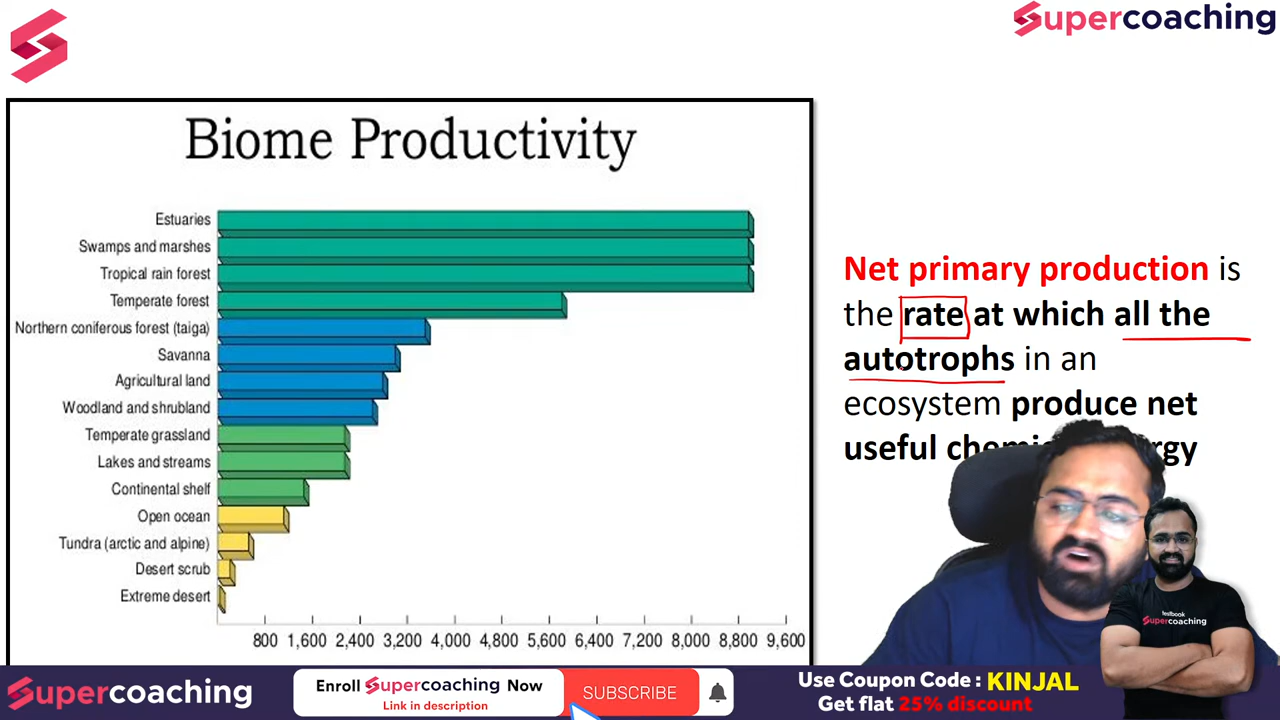 Supercoaching
Biome Productivity
Estuaries
Swamps and marshes
Tropical rain forest
Temperate forest
Northern coniferous forest (taiga)
Savanna
Agricultural land
Woodland and shrubland
Temperate grassland
Lakes and streams
Continental shelf
Open ocean
Tundra (arctic and alpine)
Desert scrub
Extreme desert
800 1,600 2,400 3,200 4,000 4,800 5,600 6,400 7,200 8,000 8,800 9,600
Net primary production is
the rate at which all the
autotrophs in an
ecosystem produce net
useful
testbook
Supercoaching
Supercoaching
Enroll Supercoaching Now
Link in description
SUBSCRIBE
Use Coupon Code : KINJAL
Get flat 25% discount